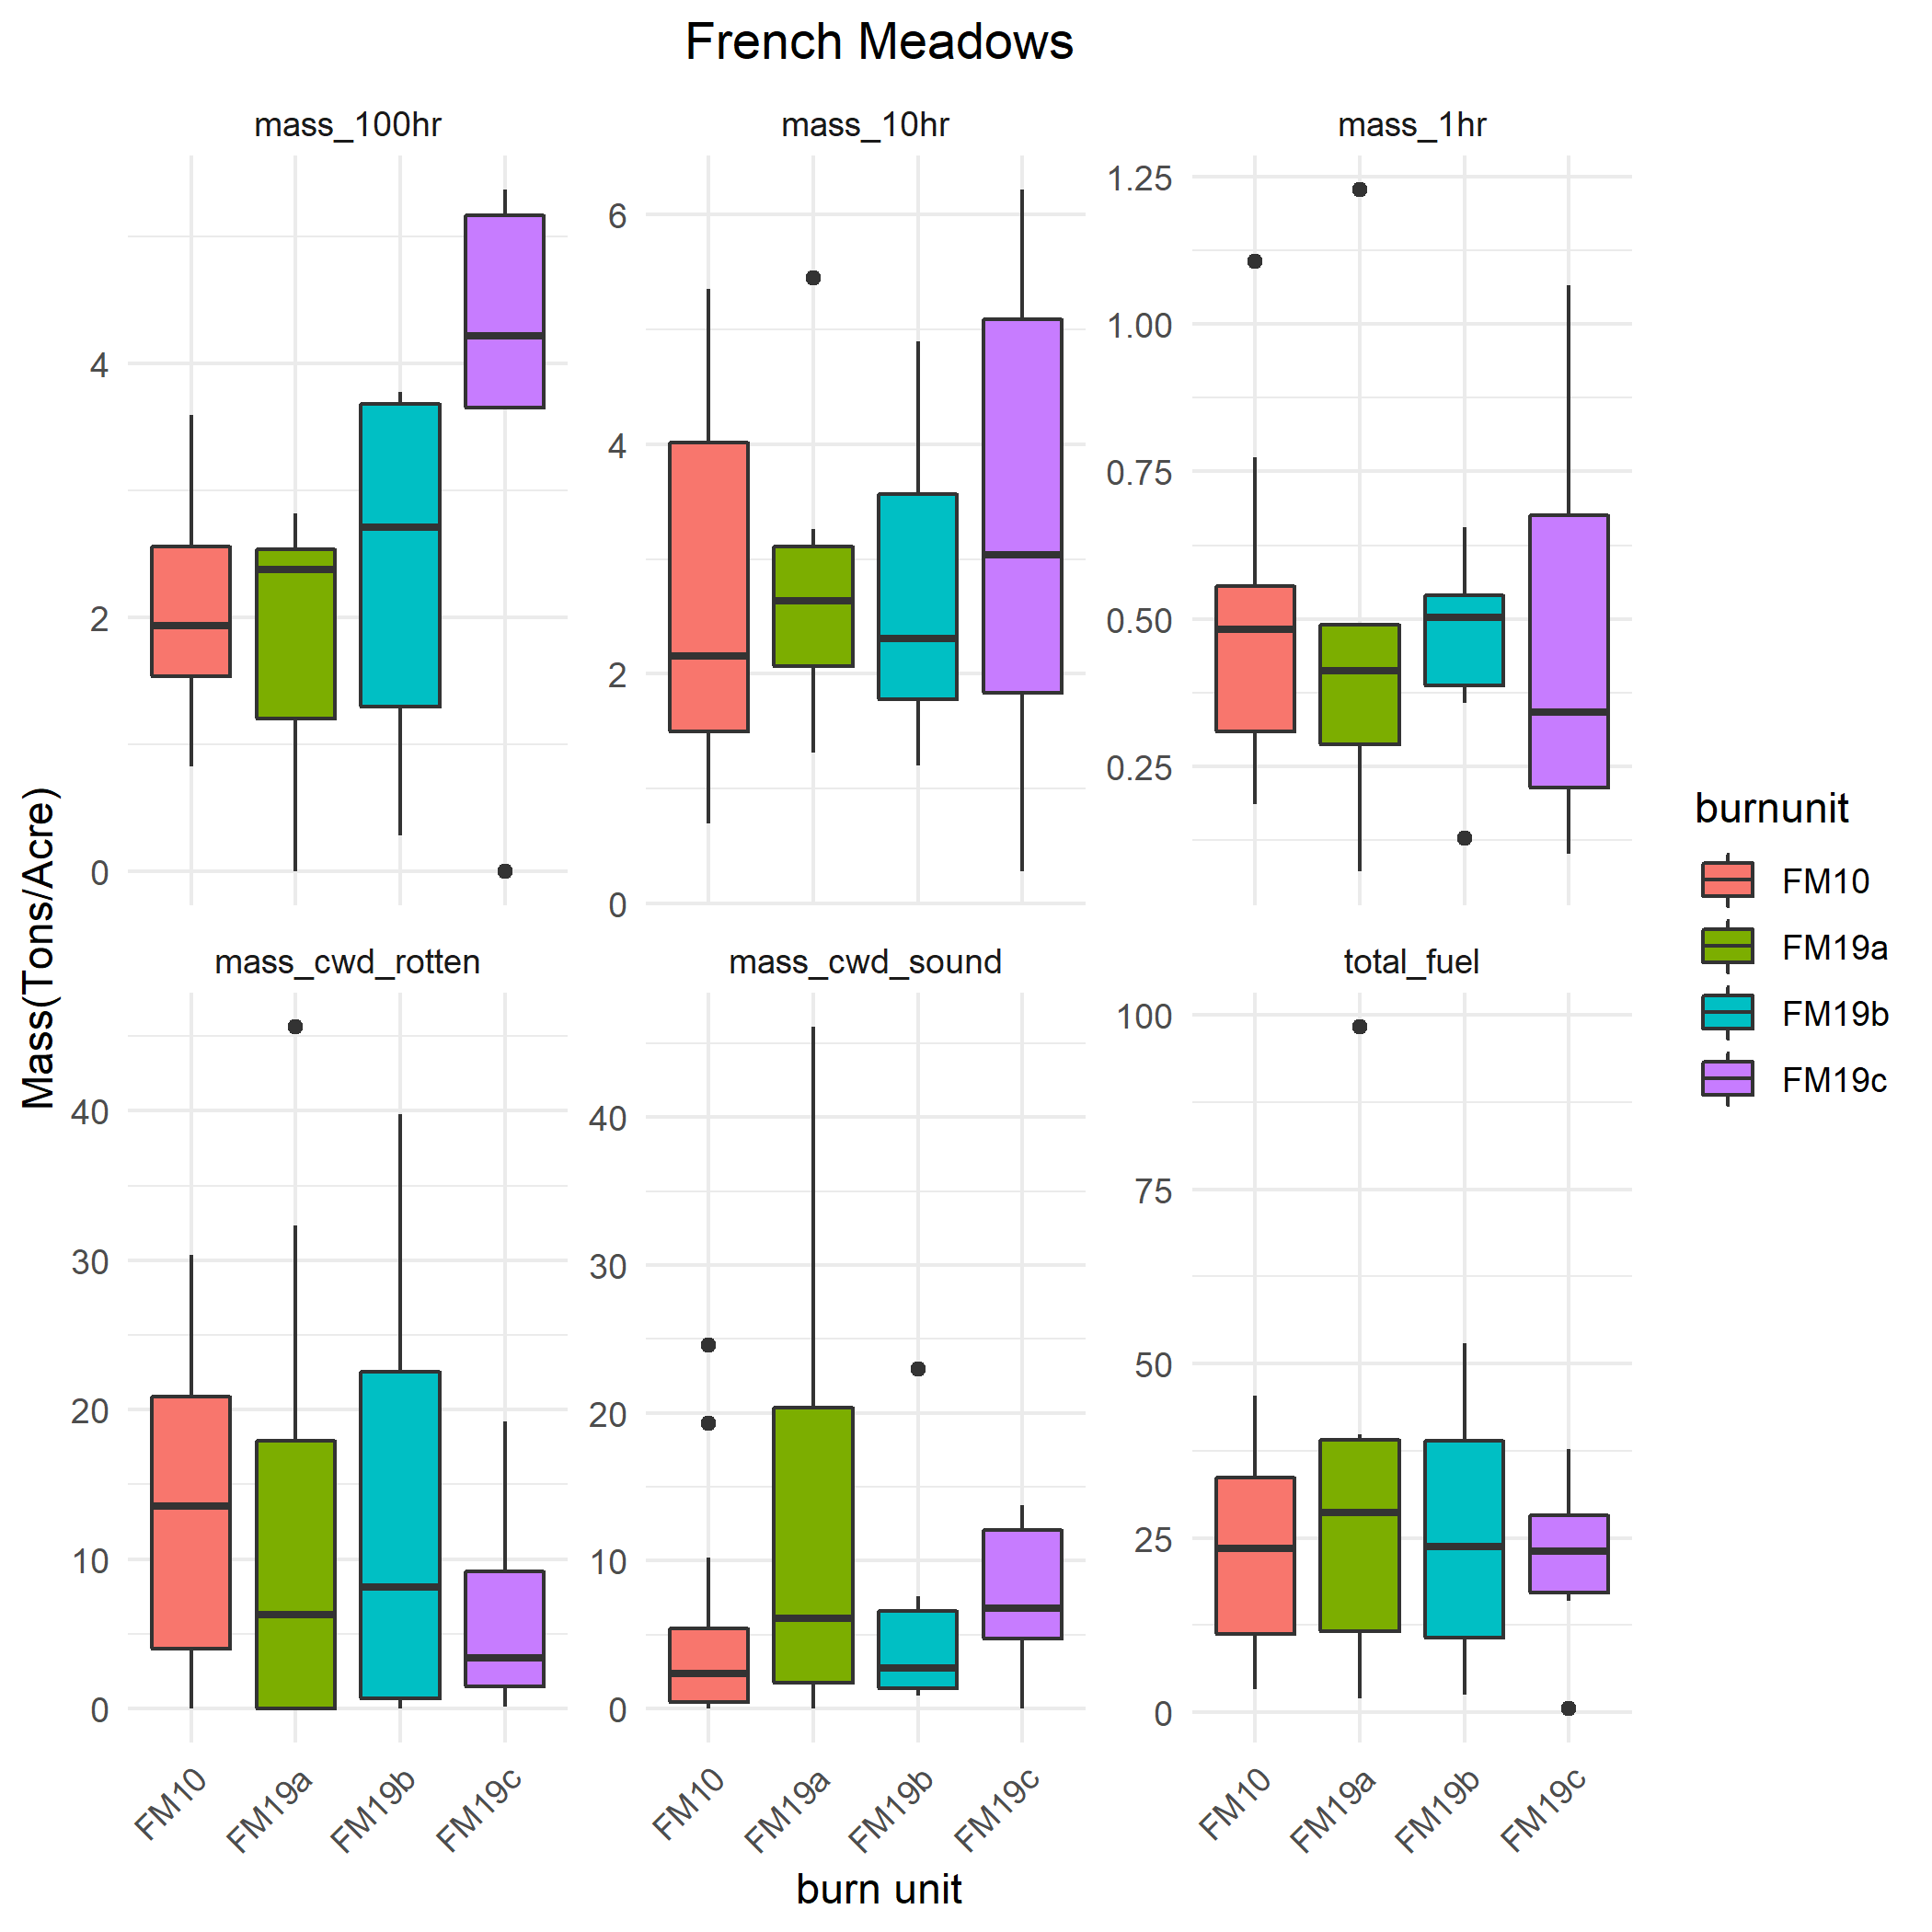 French Meadows
mass_100hr
mass_10hr
mass_1hr
4
2
0
6
4
2
0
1.25
1.00
0.75
0.50
0.25
Mass(Tons/Acre)
mass_cwd_rotten
mass_cwd_sound
total_fuel
40
30
20
10
0
40
30
20
10
0
100
75
50
25
0
FM10
FM19a
FM19b
FM19c
FM10
FM19a
FM19b
FM19c
FM10
FM19a
FM19b
FM19c
burn unit
burnunit
FM10
FM19a
FM19b
FM19c